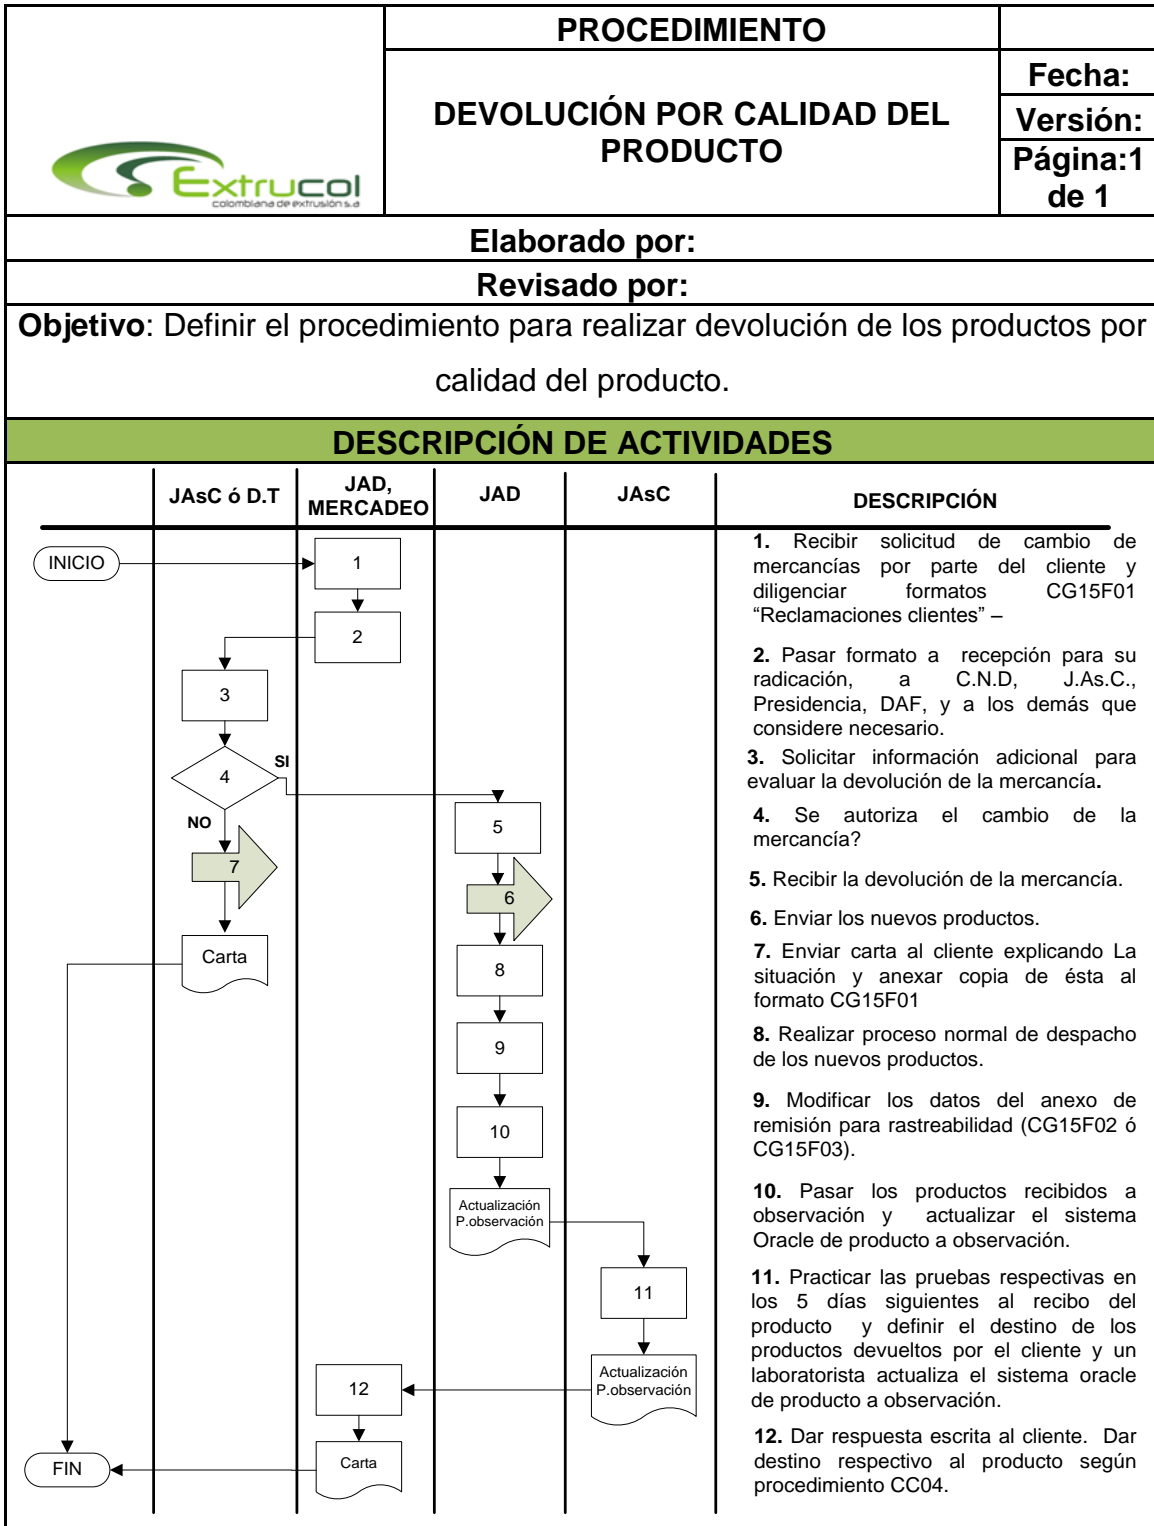 PROCEDIMIENTO
Extrucol
colombiana de extrusión s.a
DEVOLUCIÓN POR CALIDAD DEL
PRODUCTO
Fecha:
Versión:
Página:1
de 1
Elaborado por:
Revisado por:
Objetivo: Definir el procedimiento para realizar devolución de los productos por
calidad del producto.
DESCRIPCIÓN DE ACTIVIDADES
JAsC ó D.T
JAD,
MERCADEO
JAD
JAsC
DESCRIPCIÓN
INICIO
1
2
3
4
SI
NO
5
7
6
Carta
8
9
10
Actualización
P.observación
11
Actualización
P.observación
12
Carta
FIN
1. Recibir solicitud de cambio de
mercancías por parte del cliente y
diligenciar formatos CG15F01
“Reclamaciones clientes” –
2. Pasar formato a recepción para su
radicación, a C.N.D, J.As.C.,
Presidencia, DAF, y a los demás que
considere necesario.
3. Solicitar información adicional para
evaluar la devolución de la mercancía.
4. Se autoriza el cambio de la
mercancía?
5. Recibir la devolución de la mercancía.
6. Enviar los nuevos productos.
7. Enviar carta al cliente explicando La
situación y anexar copia de ésta al
formato CG15F01
8. Realizar proceso normal de despacho
de los nuevos productos.
9. Modificar los datos del anexo de
remisión para rastreabilidad (CG15F02 ó
CG15F03).
10. Pasar los productos recibidos a
observación y actualizar el sistema
Oracle de producto a observación.
11. Practicar las pruebas respectivas en
los 5 días siguientes al recibo del
producto y definir el destino de los
productos devueltos por el cliente y un
laboratorista actualiza el sistema oracle
de producto a observación.
12. Dar respuesta escrita al cliente. Dar
destino respectivo al producto según
procedimiento CC04.